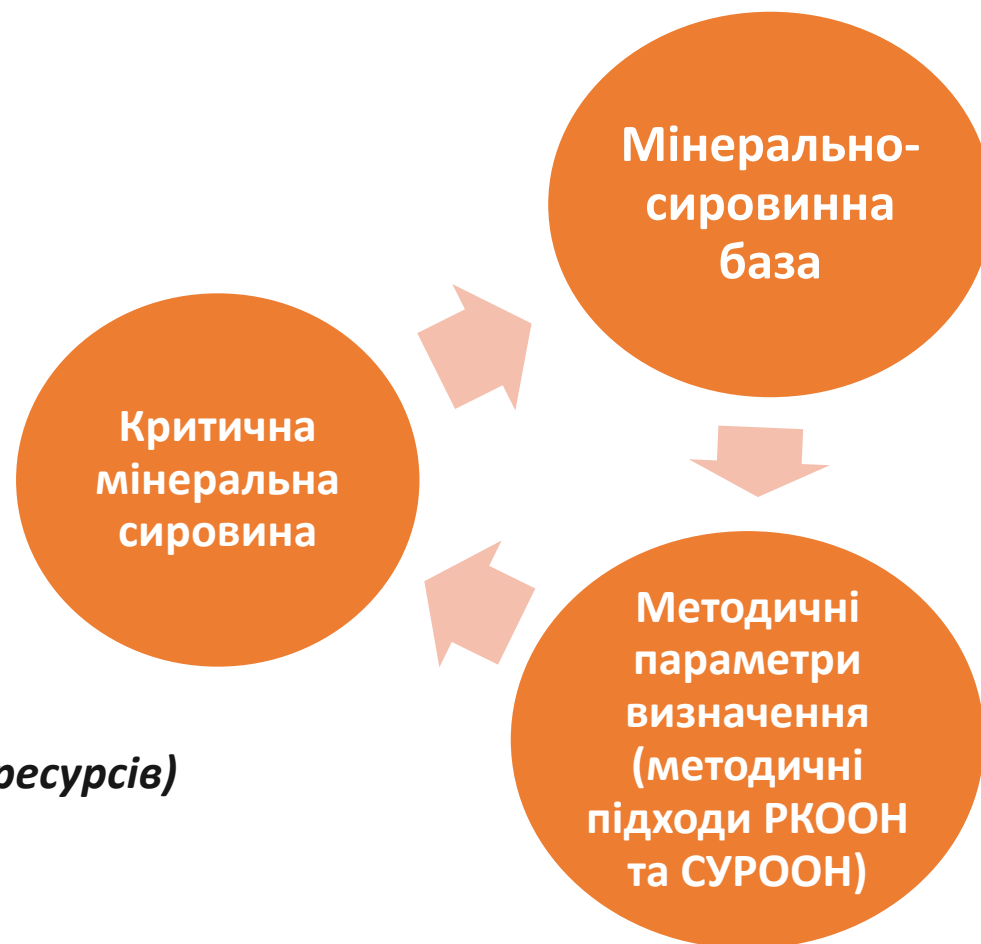 Мінерально-
сировинна
база
Критична
мінеральна
сировина
Методичні
параметри
визначення
(методичні
підходи РКООН
та СУРООН)
ресурсів)